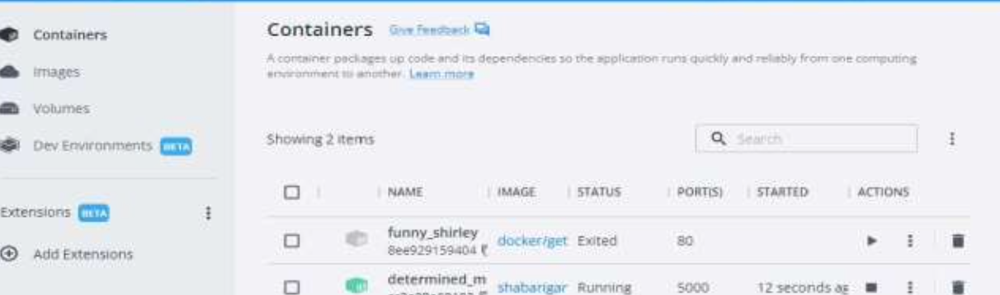 Containers
Images
Volumes
Dev Environments BETA
Extensions BETA
Add Extensions
Containers Give Feedback
A container packages up code and its dependencies so the application runs quickly and reliably from one computing
environment to another. Learn more
Showing 2 items
Search
NAME IMAGE STATUS PORT(S) STARTED ACTIONS
funny_shirley docker/get Exited 80
8ee929159404
determined_m shabarigar Running 5000 12 seconds ag